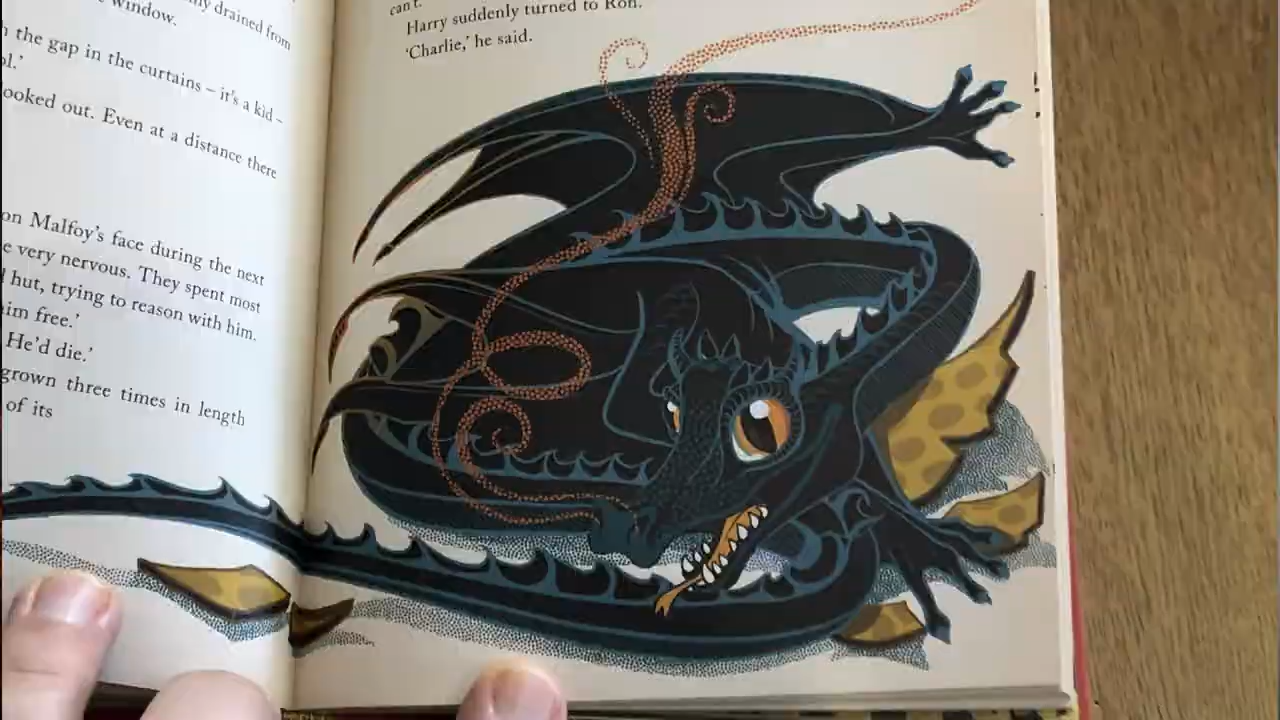 drained from
window.
the gap in the curtains – it's a kid –
ooked out. Even at a distance there
on Malfoy's face during the next
very nervous. They spent most
hut, trying to reason with him.
free.'
He'd die.'
grown three times in length
of its
can't.
Harry suddenly turned to Ron.
'Charlie,' he said.